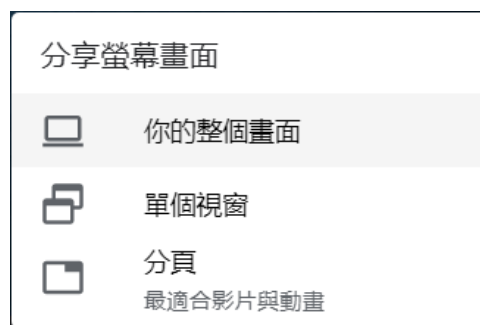 分享螢幕畫面
你的整個畫面
單個視窗
分頁
最適合影片與動畫